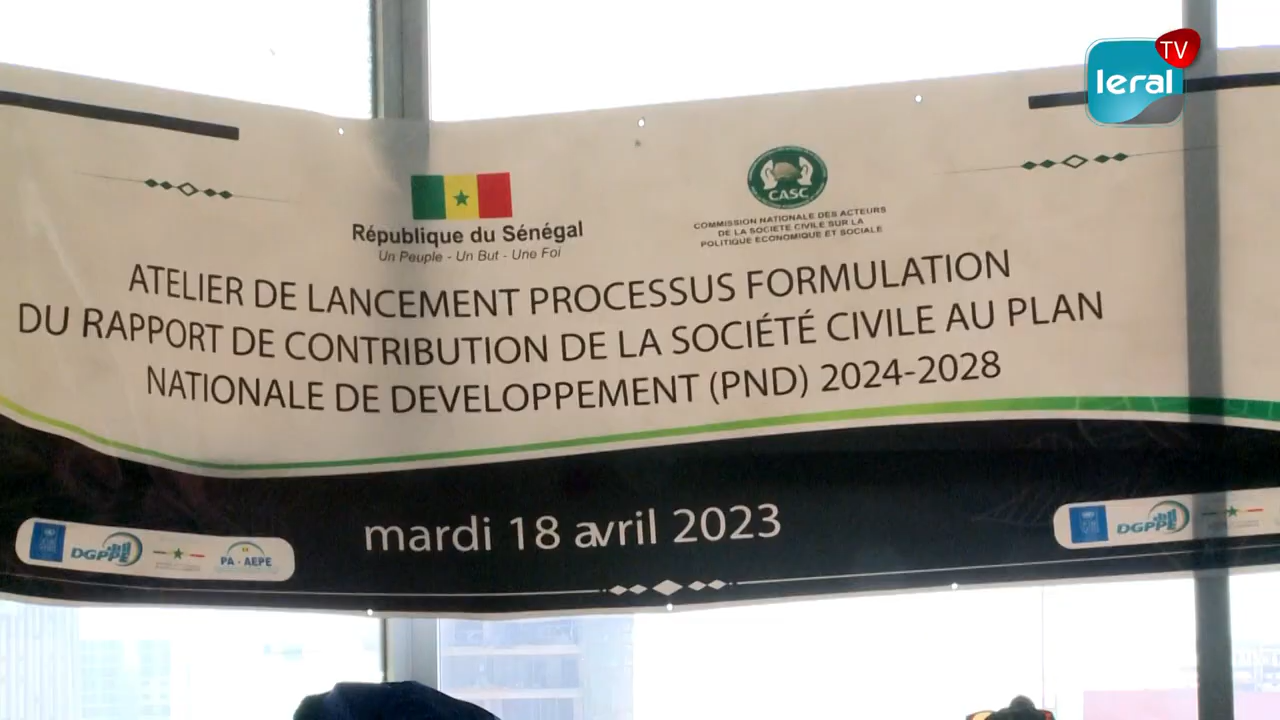 TV
leral
CASC
République du Sénégal
Un Peuple - Un But - Une Foi
COMMISSION NATIONALE DES ACTEURS
DE LA SOCIETE CIVILE SUR LA
POLITIQUE ECONOMIQUE ET SOCIALE
ATELIER DE LANCEMENT PROCESSUS FORMULATION
DU RAPPORT DE CONTRIBUTION DE LA SOCIÉTÉ CIVILE AU PLAN
NATIONALE DE DEVELOPPEMENT (PND) 2024-2028
mardi 18 avril 2023
DGPPE
PA - AEPE
DGPPE